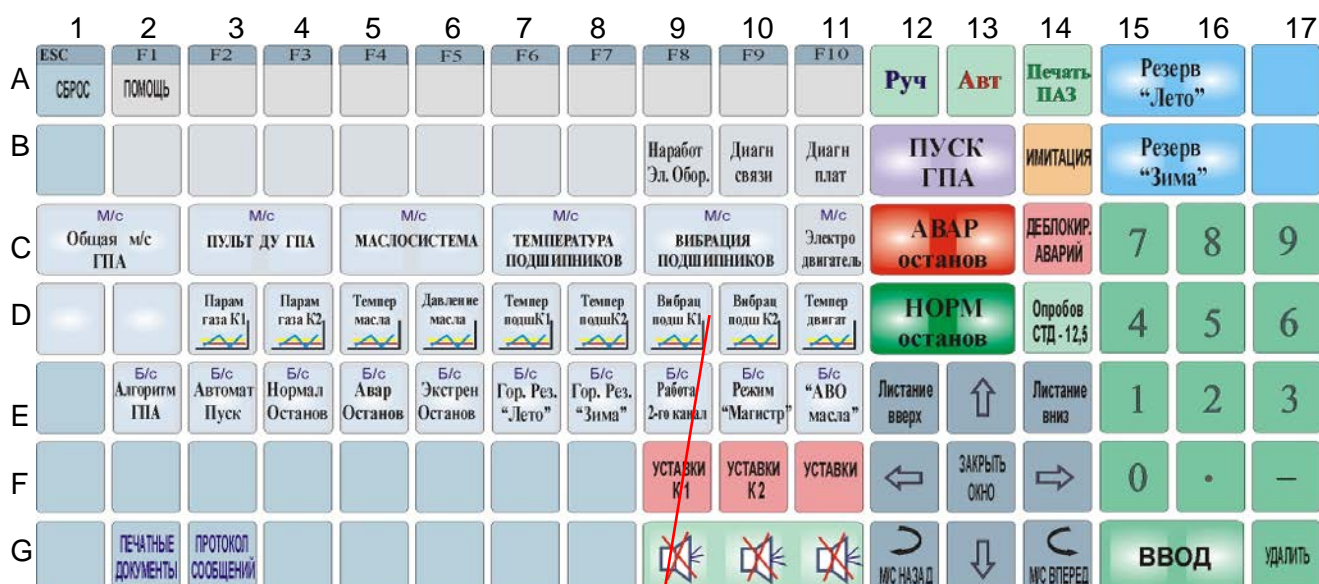 1 2 3 4 5 6 7 8 9 10 11 12 13 14 15 16 17
A
ESC F1 F2 F3 F4 F5 F6 F7 F8 F9 F10
СБРОС
ПОМОЩЬ
Руч
Авт
Печать
ПАЗ
Резерв
“Лето”
B
Наработ
Эл. Обор.
Диагн
связи
Диагн
плат
ПУСК
ГПА
ИМИТАЦИЯ
Резерв
“Зима”
C
М/с
Общая м/с
ГПА
М/с
ПУЛЬТ ДУ ГПА
М/с
МАСЛОСИСТЕМА
М/с
ТЕМПЕРАТУРА
ПОДШИПНИКОВ
М/с
ВИБРАЦИЯ
ПОДШИПНИКОВ
М/с
Электро
двигатель
АВАР
останов
ДЕБЛОКИР.
АВАРИЙ
7 8 9
D
Парам
газа К1
Парам
газа К2
Темпер
масла
Давление
масла
Темпер
подшК1
Темпер
подшК2
Вибрац
подш К1
Вибрац
подш К2
Темпер
двигат
НОРМ
останов
Опробов
СТД - 12,5
4 5 6
E
Б/с
Алгоритм
ГПА
Б/с
Автомат
Пуск
Б/с
Нормал
Останов
Б/с
Авар
Останов
Б/с
Экстрен
Останов
Б/с
Гор. Рез.
“Лето”
Б/с
Гор. Рез.
“Зима”
Б/с
Работа
2-го канал
Б/с
Режим
“Магистр”
Б/с
“АВО
масла”
Листание
вверх
Листание
вниз
1 2 3
F
УСТАВКИ
К 1
УСТАВКИ
К 2
УСТАВКИ
ЗАКРЫТЬ
ОКНО
0 . –
G
ПЕЧАТНЫЕ
ДОКУМЕНТЫ
ПРОТОКОЛ
СООБЩЕНИЙ
М/С НАЗАД
М/С ВПЕРЕД
ВВОД
УДАЛИТЬ